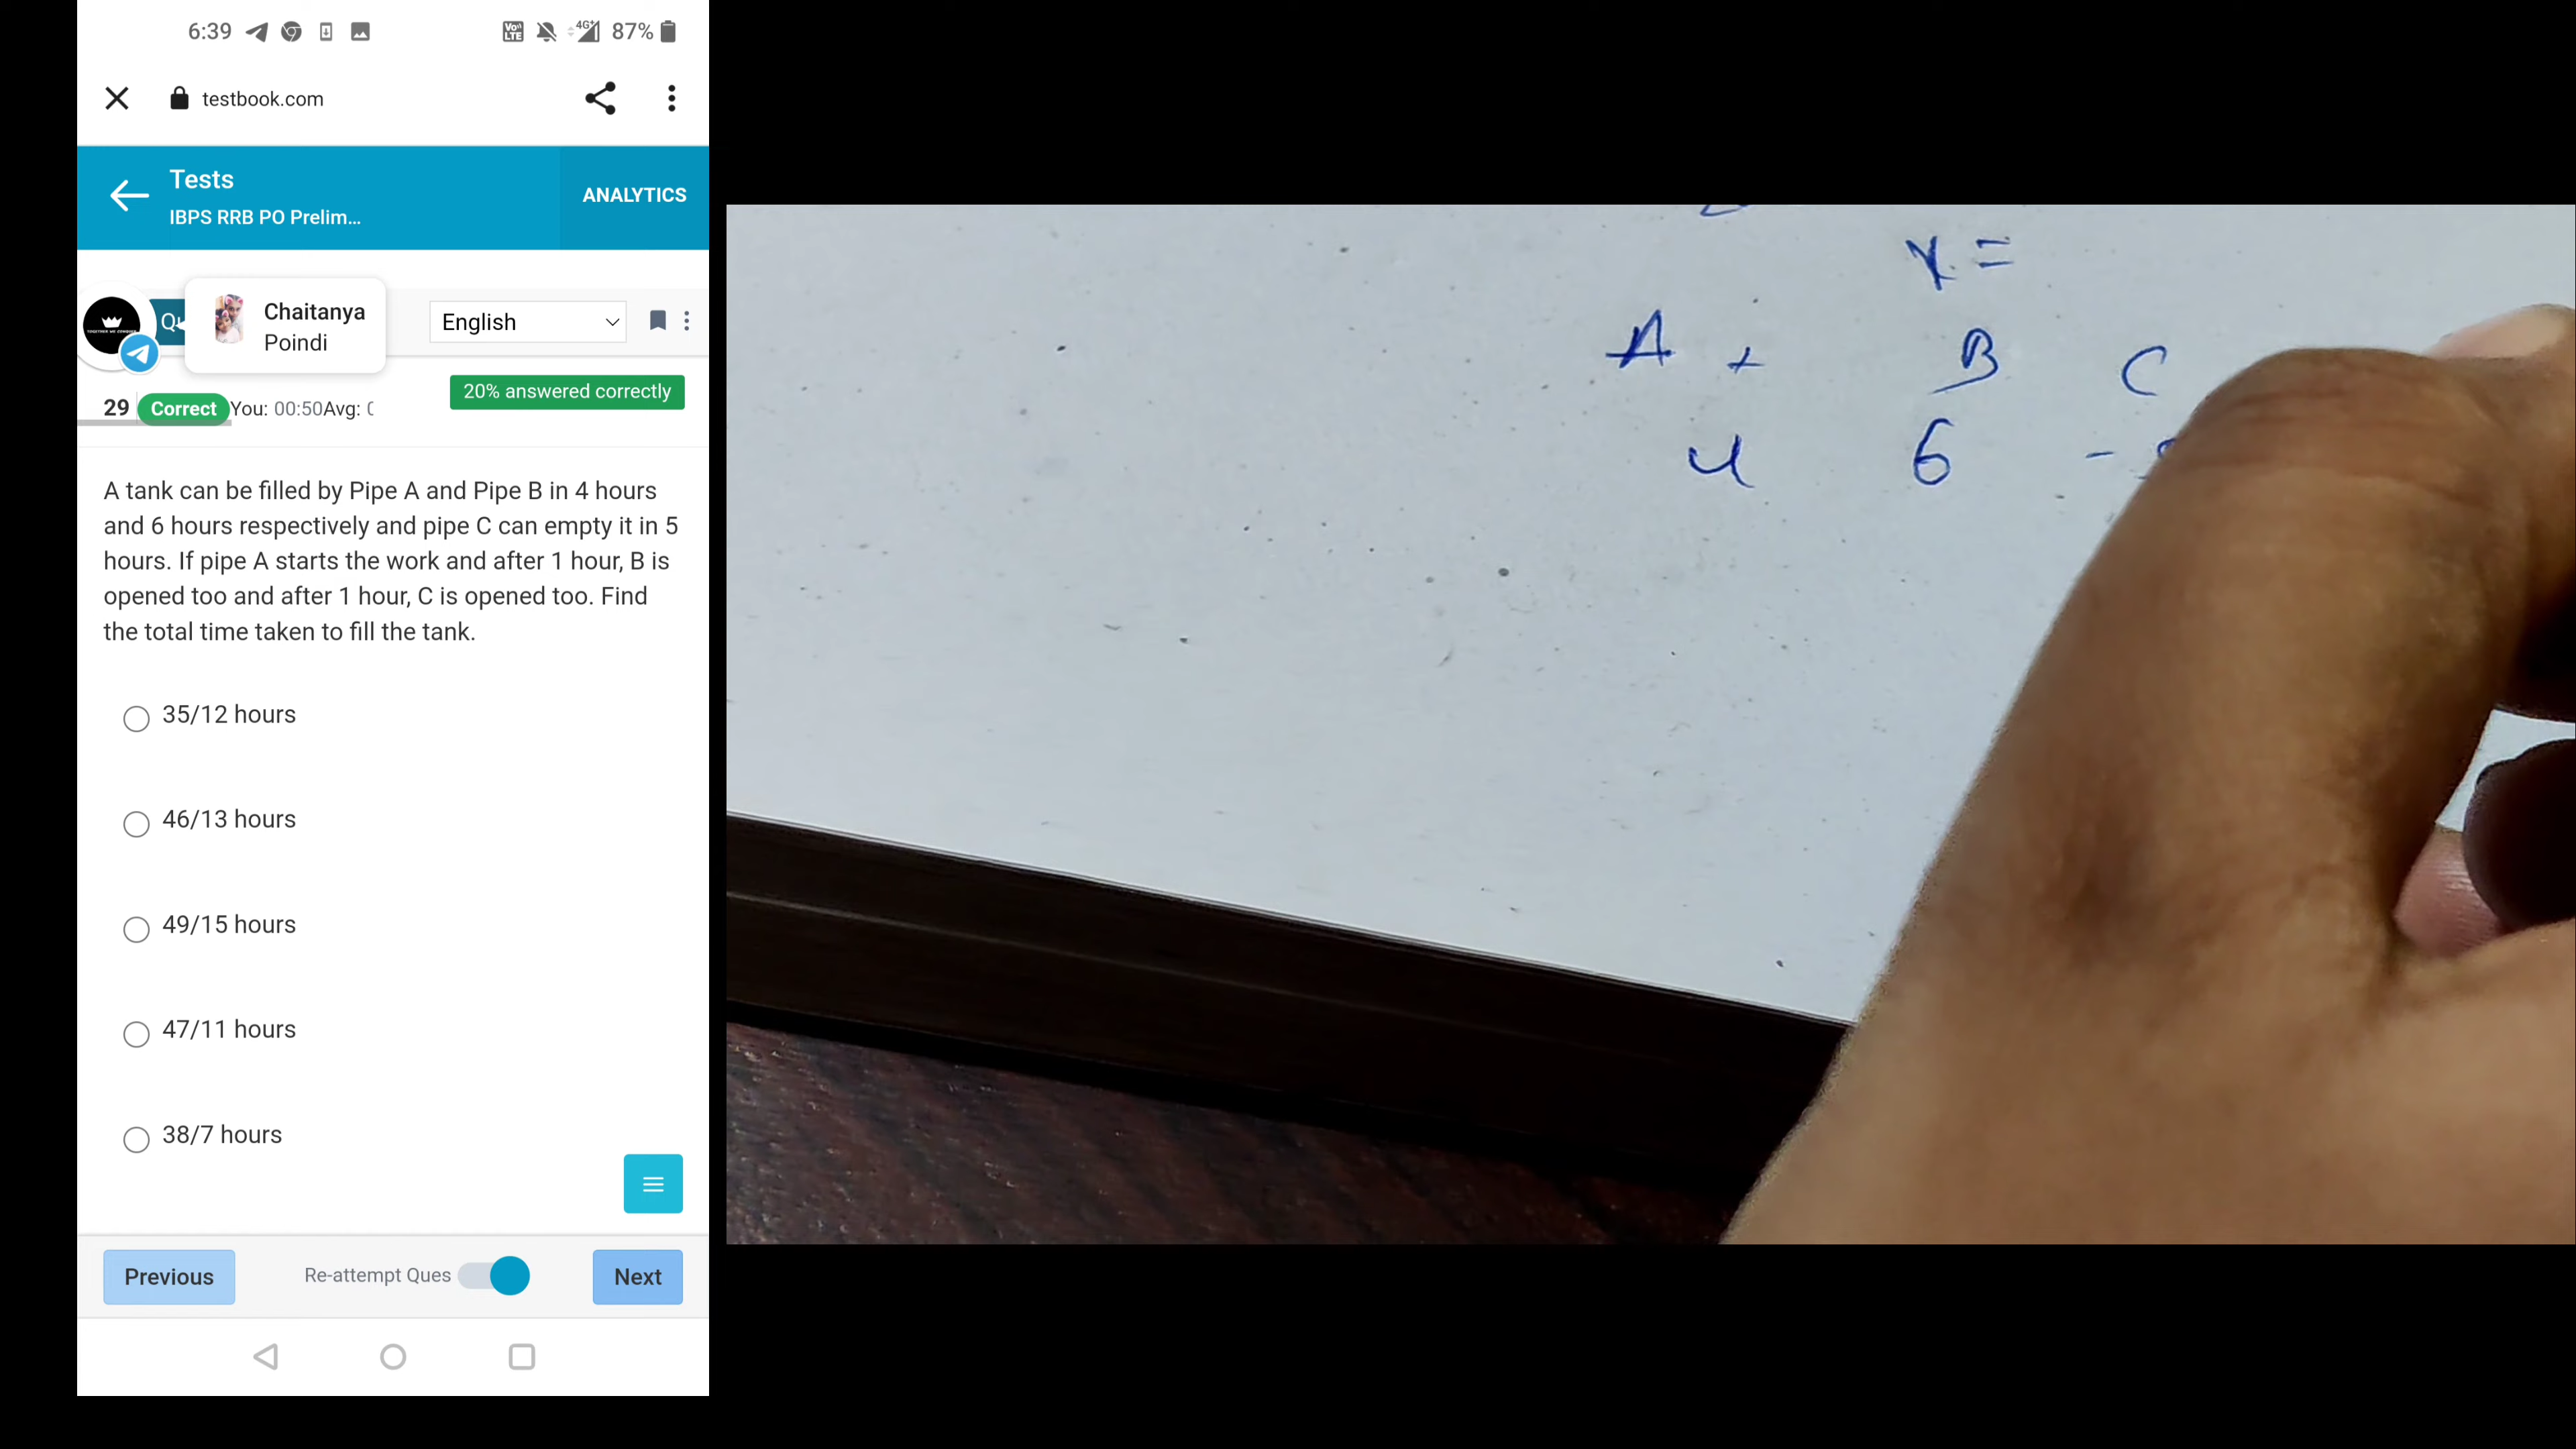 6:39 VoLTE 4G+ 87%
testbook.com
Tests
IBPS RRB PO Prelim...
ANALYTICS
Chaitanya
Poindi
English
29 Correct You: 00:50Avg:
20% answered correctly
A tank can be filled by Pipe A and Pipe B in 4 hours
and 6 hours respectively and pipe C can empty it in 5
hours. If pipe A starts the work and after 1 hour, B is
opened too and after 1 hour, C is opened too. Find
the total time taken to fill the tank.
35/12 hours
46/13 hours
49/15 hours
47/11 hours
38/7 hours
Previous
Re-attempt Ques
Next
x =
A + B C
4 6 -